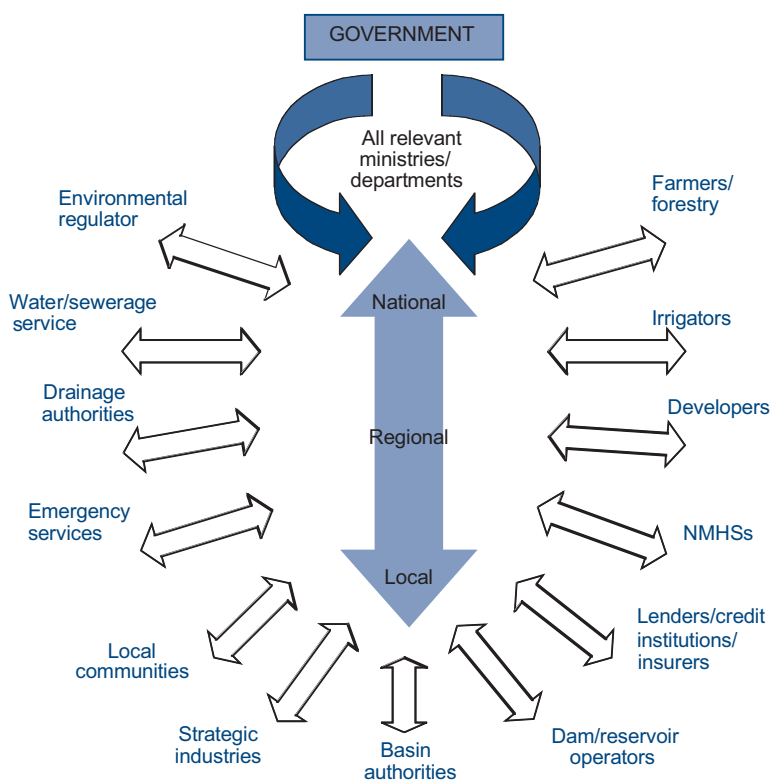 GOVERNMENT
All relevant
ministries/
departments
Environmental
regulator
Farmers/
forestry
National
Water/sewerage
service
Irrigators
Drainage
authorities
Developers
Regional
Emergency
services
NMHSs
Local
Local
communities
Lenders/credit
institutions/
insurers
Strategic
industries
Basin
authorities
Dam/reservoir
operators